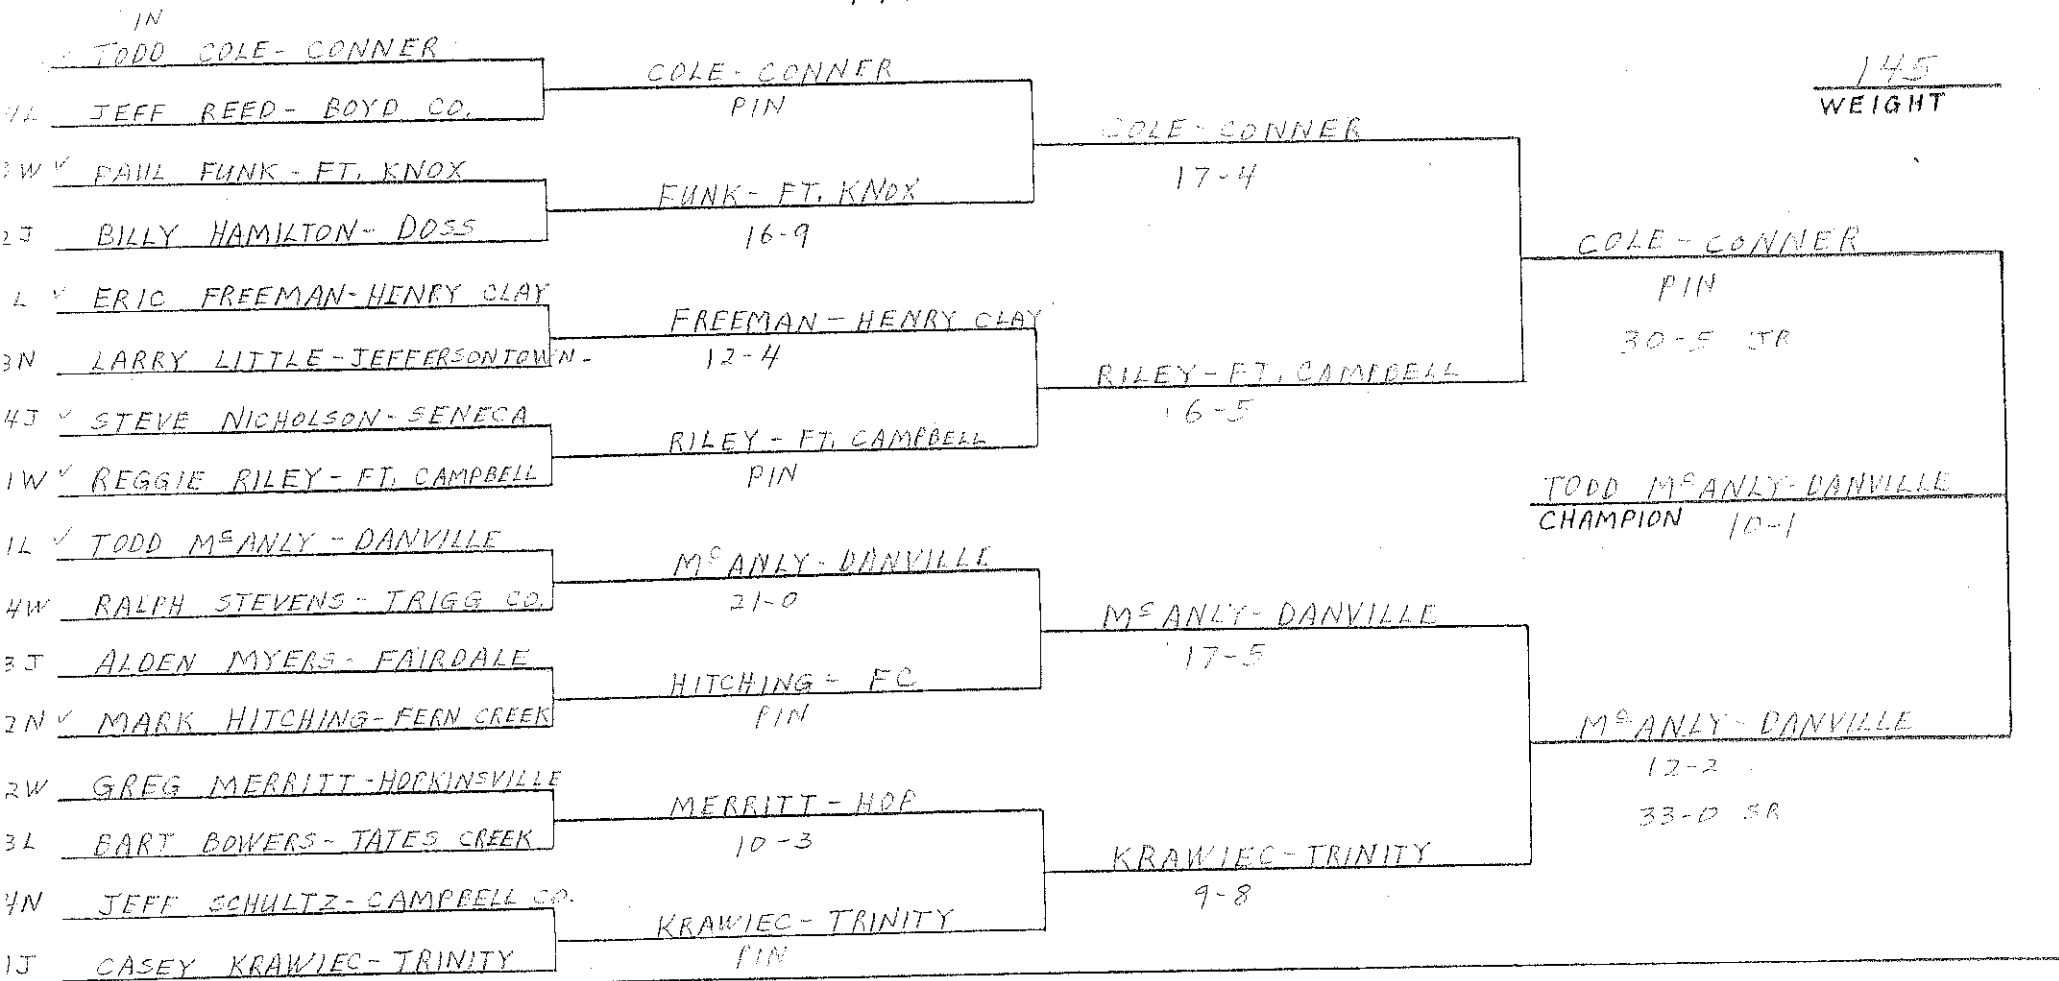 1N
TODD COLE - CONNER
4L JEFF REED - BOYD CO.
3W ✓ PAUL FUNK - FT. KNOX
2J BILLY HAMILTON - DOSS
L ✓ ERIC FREEMAN - HENRY CLAY
3N LARRY LITTLE - JEFFERSONTOWN -
4J ✓ STEVE NICHOLSON - SENECA
1W ✓ REGGIE RILEY - FT. CAMPBELL
1L ✓ TODD McANLY - DANVILLE
4W RALPH STEVENS - TRIGG CO.
3J ALDEN MYERS - FAIRDALE
2N ✓ MARK HITCHING - FERN CREEK
2W GREG MERRITT - HOPKINSVILLE
3L BART BOWERS - TATES CREEK
4N JEFF SCHULTZ - CAMPBELL CO.
1J CASEY KRAWIEC - TRINITY
COLE - CONNER
PIN
FUNK - FT. KNOX
16-9
FREEMAN - HENRY CLAY
12-4
RILEY - FT. CAMPBELL
PIN
McANLY - DANVILLE
21-0
HITCHING - FC
PIN
MERRITT - HOP
10-3
KRAWIEC - TRINITY
PIN
COLE - CONNER
17-4
RILEY - FT. CAMPBELL
6-5
McANLY - DANVILLE
17-5
KRAWIEC - TRINITY
9-8
COLE - CONNER
PIN
30-5 JR
McANLY - DANVILLE
12-2
33-0 SR
TODD McANLY - DANVILLE
CHAMPION 10-1
145
WEIGHT